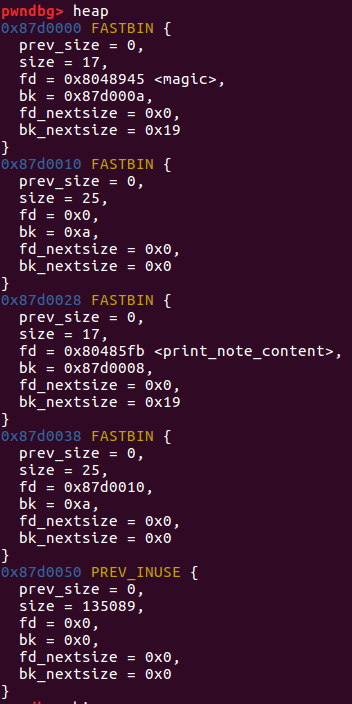 pwndbg> heap
0x87d0000 FASTBIN {
  prev_size = 0,
  size = 17,
  fd = 0x8048945 <magic>,
  bk = 0x87d000a,
  fd_nextsize = 0x0,
  bk_nextsize = 0x19
}
0x87d0010 FASTBIN {
  prev_size = 0,
  size = 25,
  fd = 0x0,
  bk = 0xa,
  fd_nextsize = 0x0,
  bk_nextsize = 0x0
}
0x87d0028 FASTBIN {
  prev_size = 0,
  size = 17,
  fd = 0x80485fb <print_note_content>,
  bk = 0x87d0008,
  fd_nextsize = 0x0,
  bk_nextsize = 0x19
}
0x87d0038 FASTBIN {
  prev_size = 0,
  size = 25,
  fd = 0x87d0010,
  bk = 0xa,
  fd_nextsize = 0x0,
  bk_nextsize = 0x0
}
0x87d0050 PREV_INUSE {
  prev_size = 0,
  size = 135089,
  fd = 0x0,
  bk = 0x0,
  fd_nextsize = 0x0,
  bk_nextsize = 0x0
}